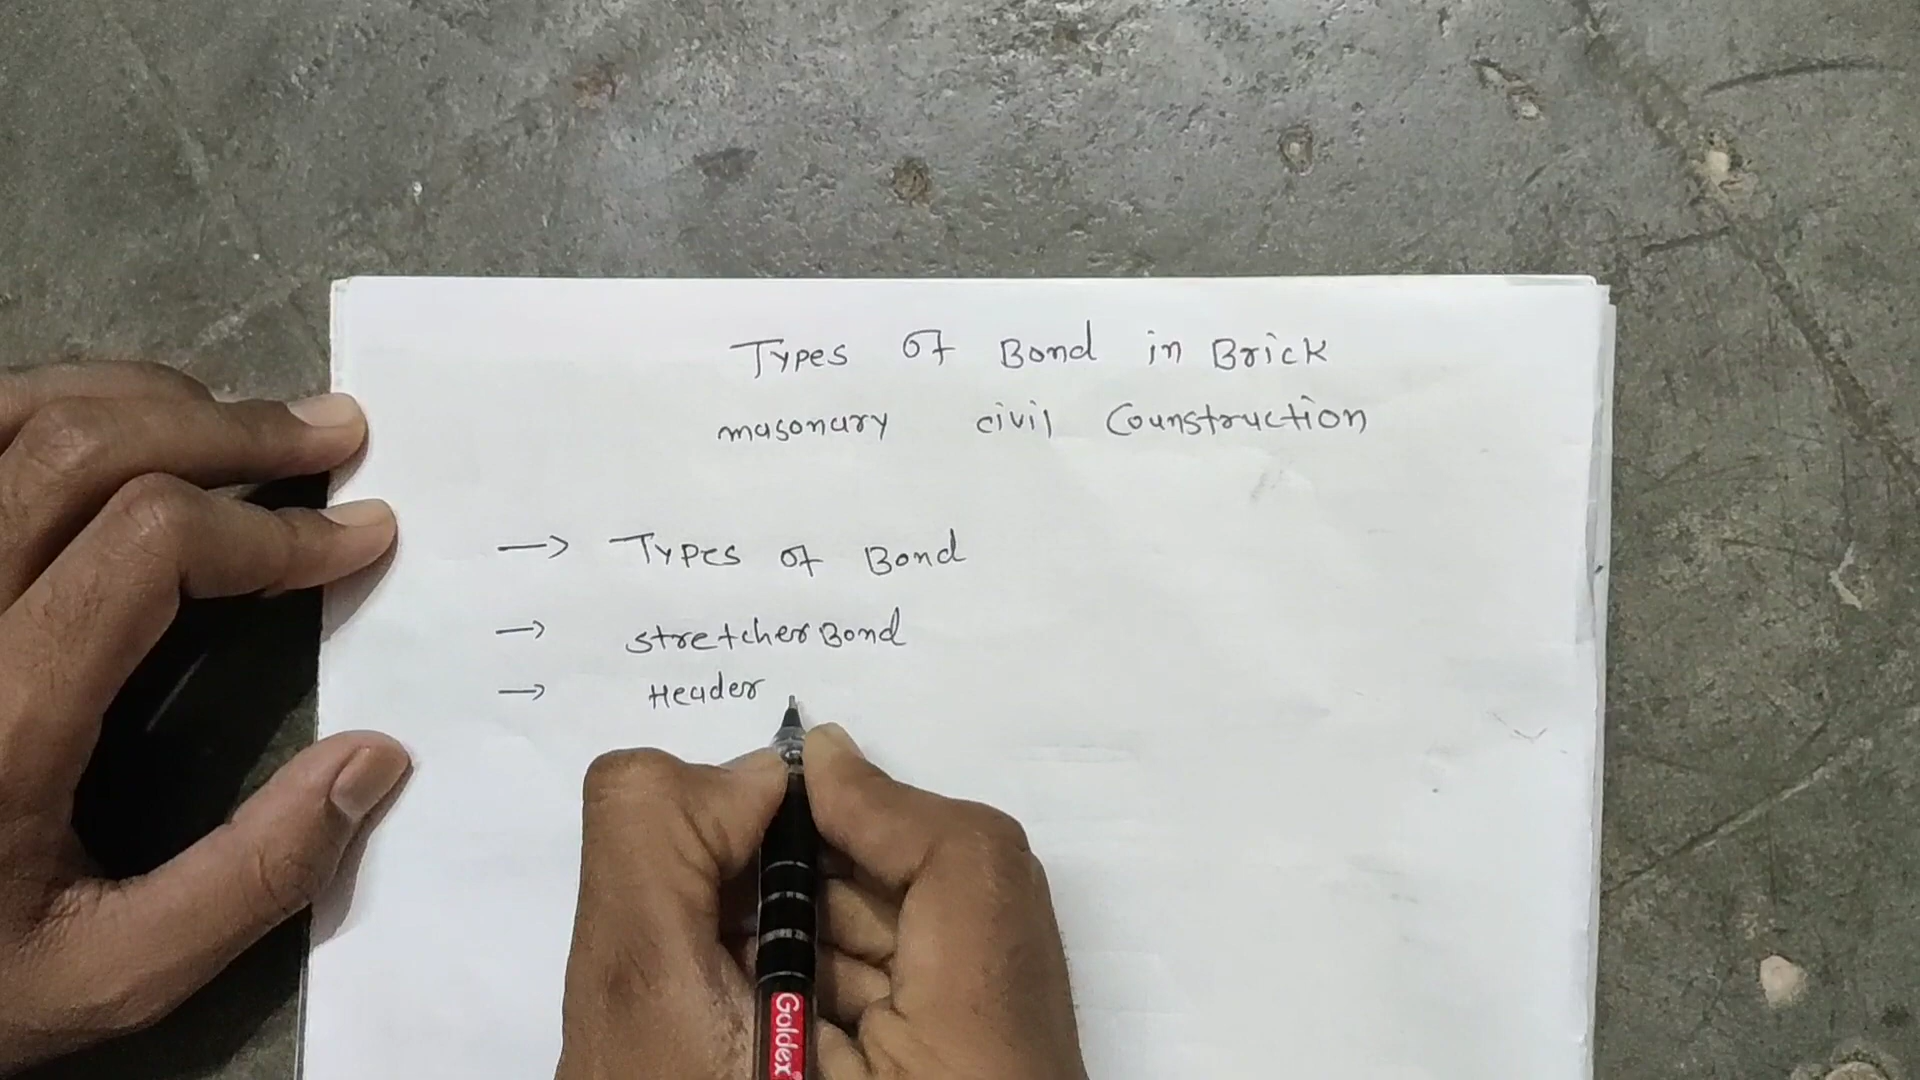 Types of Bond in Brick
masonary civil Counstruction
→ Types of Bond
→ Stretcher Bond
→ Header
Goldex